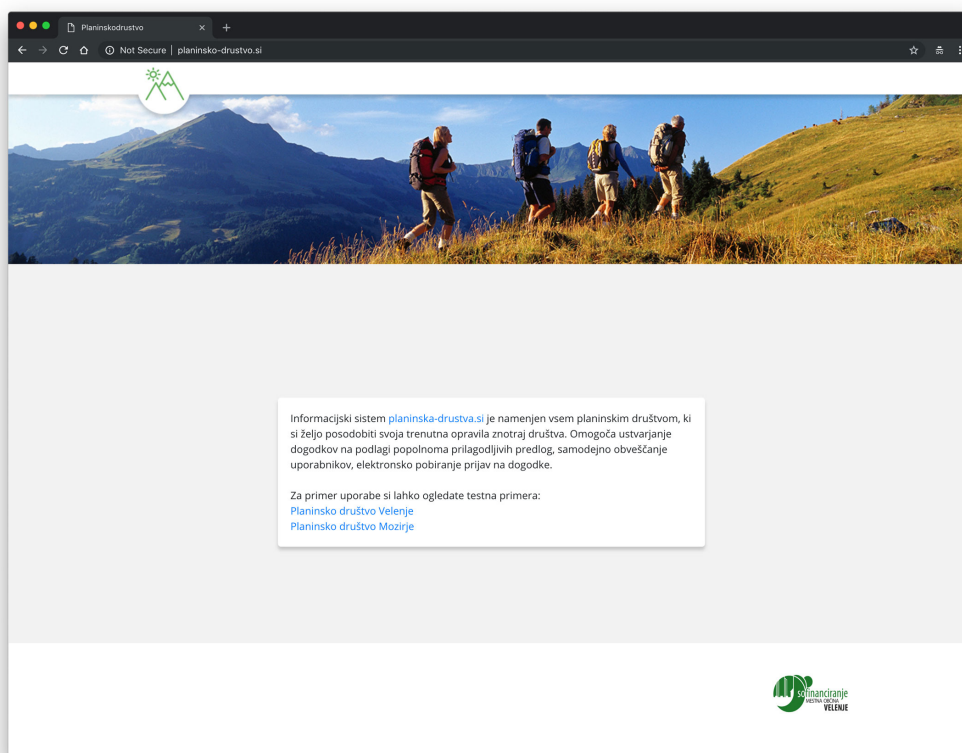 Planinskodrustvo
Not Secure | planinsko-drustvo.si
Informacijski sistem planinska-drustva.si je namenjen vsem planinskim društvom, ki
si željo posodobiti svoja trenutna opravila znotraj društva. Omogoča ustvarjanje
dogodkov na podlagi popolnoma prilagodljivih predlog, samodejno obveščanje
uporabnikov, elektronsko pobiranje prijav na dogodke.
Za primer uporabe si lahko ogledate testna primera:
Planinsko društvo Velenje
Planinsko društvo Mozirje
sofinanciranje
MESTNA OBČINA
VELENJE